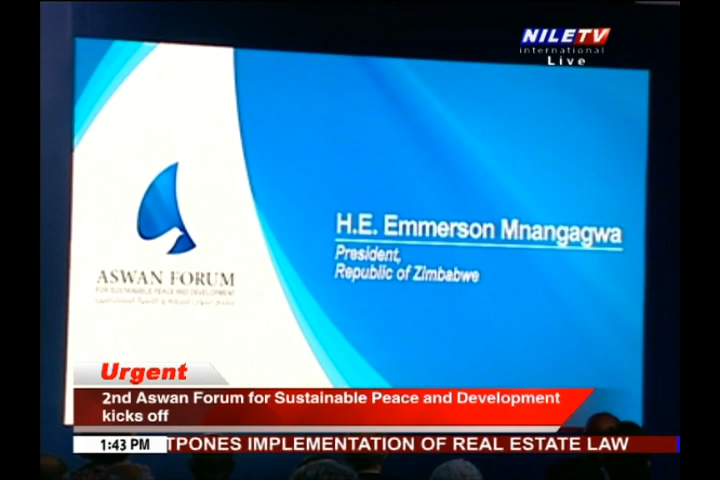 NILETV
international
Live
H.E. Emmerson Mnangagwa
President,
Republic of Zimbabwe
ASWAN FORUM
FOR SUSTAINABLE PEACE AND DEVELOPMENT
Urgent
2nd Aswan Forum for Sustainable Peace and Development
kicks off
1:43 PM TPONES IMPLEMENTATION OF REAL ESTATE LAW